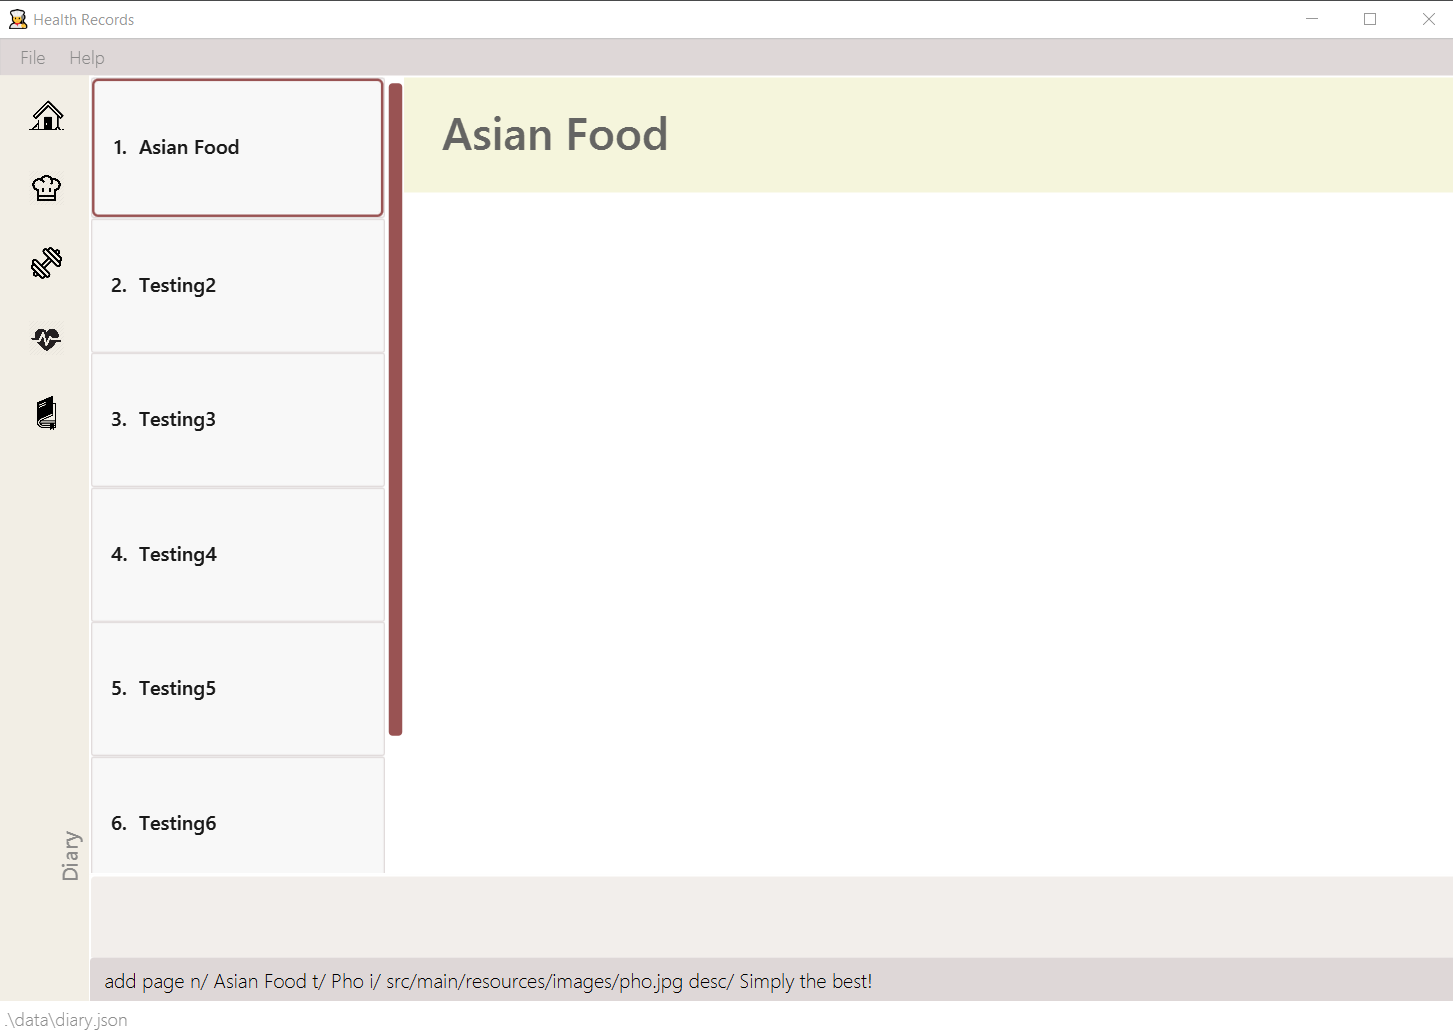 Health Records
File Help
1. Asian Food
2. Testing2
3. Testing3
4. Testing4
5. Testing5
6. Testing6
Asian Food
Diary
add page n/ Asian Food t/ Pho i/ src/main/resources/images/pho.jpg desc/ Simply the best!
.\data\diary.json